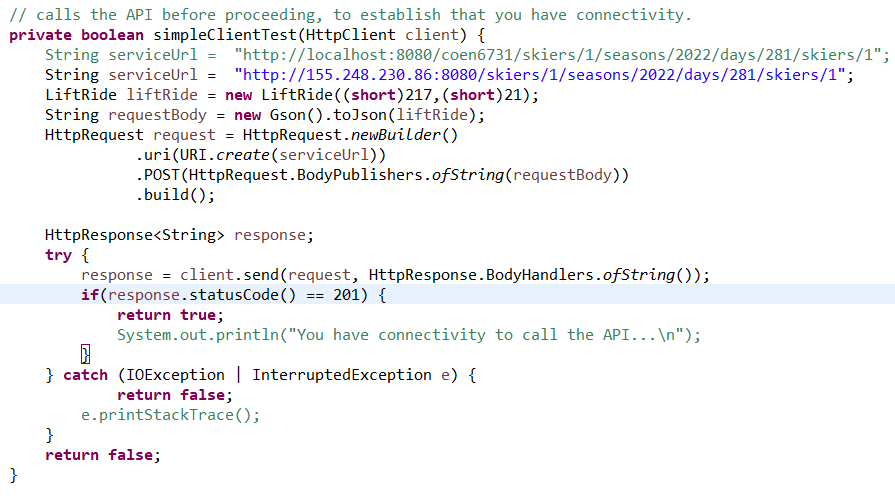 // calls the API before proceeding, to establish that you have connectivity.
private boolean simpleClientTest(HttpClient client) {
    String serviceUrl =  "http://localhost:8080/coen6731/skiers/1/seasons/2022/days/281/skiers/1";
    String serviceUrl =  "http://155.248.230.86:8080/skiers/1/seasons/2022/days/281/skiers/1";
    LiftRide liftRide = new LiftRide((short)217,(short)21);
    String requestBody = new Gson().toJson(liftRide);
    HttpRequest request = HttpRequest.newBuilder()
              .uri(URI.create(serviceUrl))
              .POST(HttpRequest.BodyPublishers.ofString(requestBody))
              .build();

    HttpResponse<String> response;
    try {
        response = client.send(request, HttpResponse.BodyHandlers.ofString());
        if(response.statusCode() == 201) {
            return true;
            System.out.println("You have connectivity to call the API...\n");
        }
    } catch (IOException | InterruptedException e) {
            return false;
        e.printStackTrace();
    }
    return false;
}